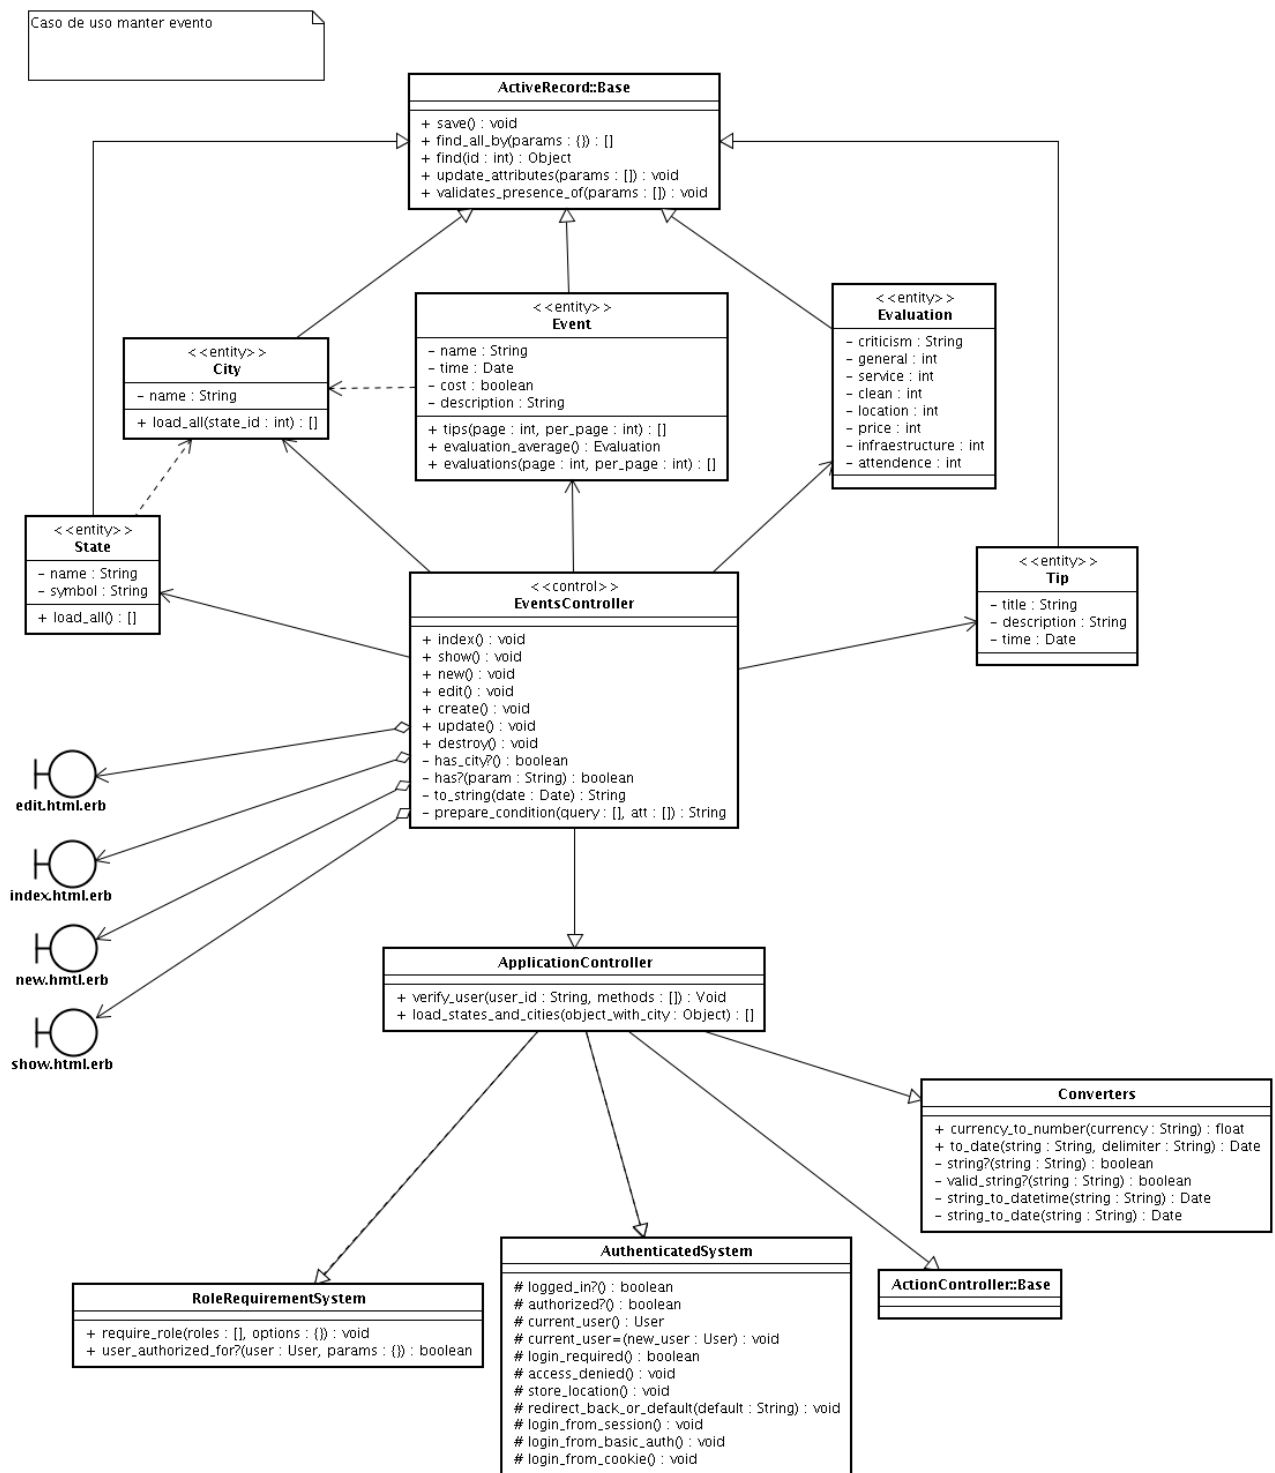 Caso de uso manter evento
ActiveRecord::Base
+ save() : void
+ find_all_by(params : {}) : []
+ find(id : int) : Object
+ update_attributes(params : []) : void
+ validates_presence_of(params : []) : void
<<entity>>
City
- name : String
+ load_all(state_id : int) : []
<<entity>>
Event
- name : String
- time : Date
- cost : boolean
- description : String
+ tips(page : int, per_page : int) : []
+ evaluation_average() : Evaluation
+ evaluations(page : int, per_page : int) : []
<<entity>>
Evaluation
- criticism : String
- general : int
- service : int
- clean : int
- location : int
- price : int
- infraestructure : int
- attendence : int
<<entity>>
State
- name : String
- symbol : String
+ load_all() : []
<<control>>
EventsController
+ index() : void
+ show() : void
+ new() : void
+ edit() : void
+ create() : void
+ update() : void
+ destroy() : void
- has_city?() : boolean
- has?(param : String) : boolean
- to_string(date : Date) : String
- prepare_condition(query : [], att : []) : String
<<entity>>
Tip
- title : String
- description : String
- time : Date
edit.html.erb
index.html.erb
new.hmtl.erb
show.html.erb
ApplicationController
+ verify_user(user_id : String, methods : []) : Void
+ load_states_and_cities(object_with_city : Object) : []
Converters
+ currency_to_number(currency : String) : float
+ to_date(string : String, delimiter : String) : Date
- string?(string : String) : boolean
- valid_string?(string : String) : boolean
- string_to_datetime(string : String) : Date
- string_to_date(string : String) : Date
RoleRequirementSystem
+ require_role(roles : [], options : {}) : void
+ user_authorized_for?(user : User, params : {}) : boolean
AuthenticatedSystem
# logged_in?() : boolean
# authorized?() : boolean
# current_user() : User
# current_user=(new_user : User) : void
# login_required() : boolean
# access_denied() : void
# store_location() : void
# redirect_back_or_default(default : String) : void
# login_from_session() : void
# login_from_basic_auth() : void
# login_from_cookie() : void
ActionController::Base